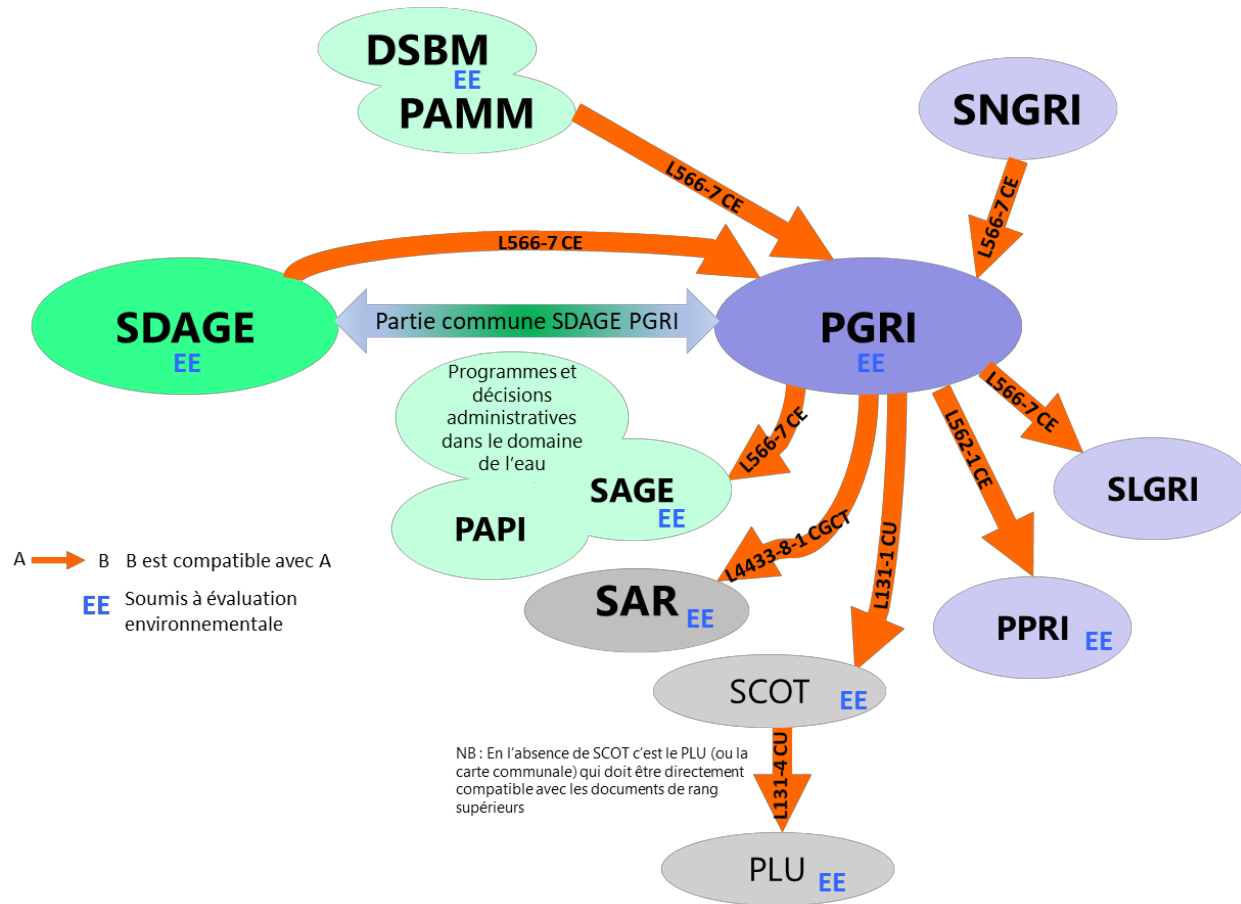 DSBM
EE
PAMM
SNGRI
L566-7 CE
L566-7 CE
L566-7 CE
SDAGE
EE
Partie commune SDAGE PGRI
PGRI
EE
Programmes et
décisions
administratives
dans le domaine
de l'eau
SAGE
EE
PAPI
L566-7 CE
L4433-8-1 CGCT
L131-1 CU
L562-1 CE
L566-7 CE
SLGRI
A B B est compatible avec A
EE Soumis à évaluation
environnementale
SAR EE
PPRI EE
SCOT
EE
NB : En l'absence de SCOT c'est le PLU (ou la
carte communale) qui doit être directement
compatible avec les documents de rang
supérieurs
L131-4 CU
PLU EE